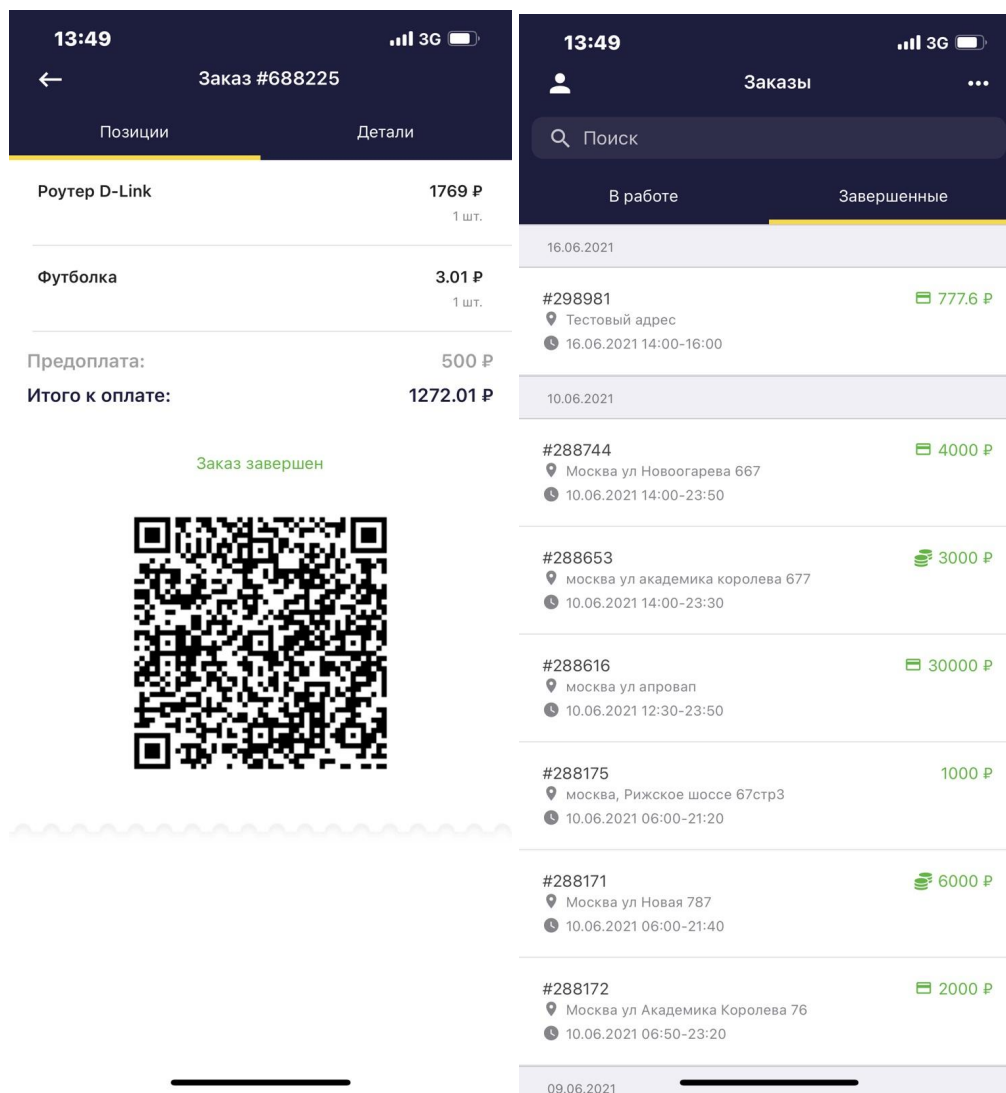 13:49
3G
Заказ #688225
Позиции
Детали
Роутер D-Link
1769 ₽
1 шт.
Футболка
3.01 ₽
1 шт.
Предоплата:
500 ₽
Итого к оплате:
1272.01 ₽
Заказ завершен
13:49
3G
Заказы
Поиск
В работе
Завершенные
16.06.2021
#298981
777.6 ₽
Тестовый адрес
16.06.2021 14:00-16:00
10.06.2021
#288744
4000 ₽
Москва ул Новоогарева 667
10.06.2021 14:00-23:50
#288653
3000 ₽
москва ул академика королева 677
10.06.2021 14:00-23:30
#288616
30000 ₽
москва ул апровап
10.06.2021 12:30-23:50
#288175
1000 ₽
москва, Рижское шоссе 67стр3
10.06.2021 06:00-21:20
#288171
6000 ₽
Москва ул Новая 787
10.06.2021 06:00-21:40
#288172
2000 ₽
Москва ул Академика Королева 76
10.06.2021 06:50-23:20
09.06.2021